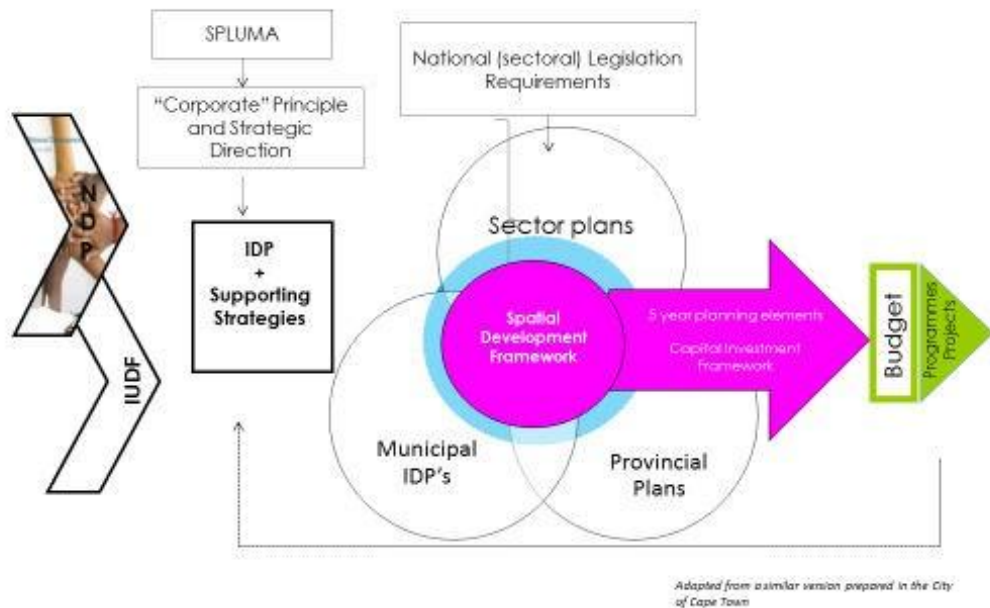 SPLUMA
"Corporate" Principle
and Strategic
Direction
National (sectoral) Legislation
Requirements
NDP
IUDF
IDP
+
Supporting
Strategies
Sector plans
Spatial
Development
Framework
5 year planning elements
Capital Investment
Framework
Budget
Programmes
Projects
Municipal
IDP's
Provincial
Plans
Adapted from a similar version prepared in the City
of Cape Town